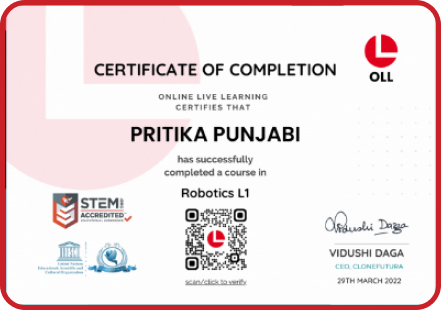 CERTIFICATE OF COMPLETION
OLL
ONLINE LIVE LEARNING
CERTIFIES THAT
PRITIKA PUNJABI
has successfully
completed a course in
Robotics L1
STEM
ACCREDITED
United Nations
Educational, Scientific and
Cultural Organization
scan/click to verify
Vidushi Daga
VIDUSHI DAGA
CEO, CLONEFUTURA
29TH MARCH 2022